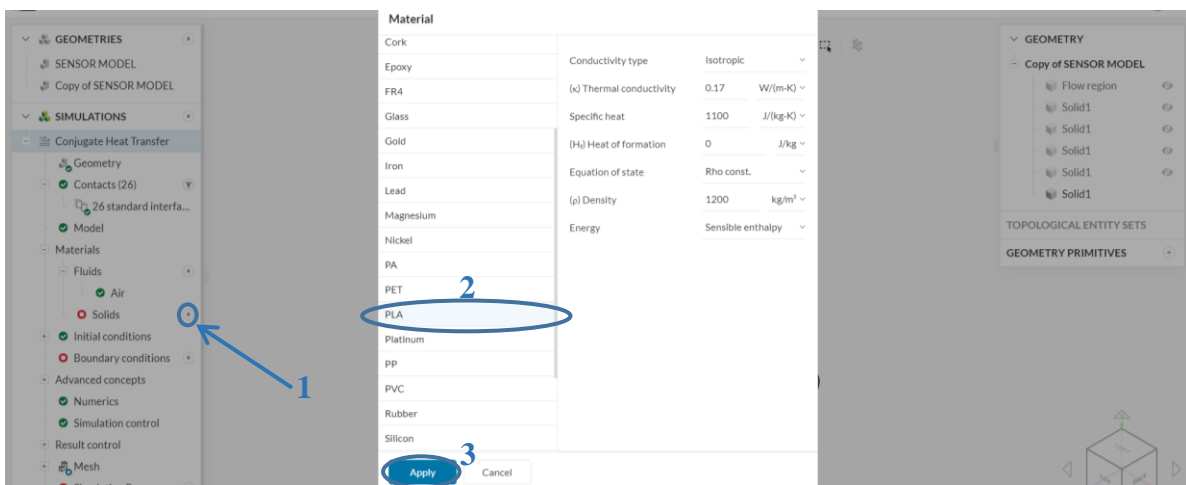 GEOMETRIES
SENSOR MODEL
Copy of SENSOR MODEL
SIMULATIONS
Conjugate Heat Transfer
Geometry
Contacts (26)
26 standard interfa...
Model
Materials
Fluids
Air
Solids
Initial conditions
Boundary conditions
Advanced concepts
Numerics
Simulation control
Result control
Mesh
1
Material
Cork
Epoxy
FR4
Glass
Gold
Iron
Lead
Magnesium
Nickel
PA
PET
2
PLA
Platinum
PP
PVC
Rubber
Silicon
3
Apply Cancel
Conductivity type Isotropic
(κ) Thermal conductivity 0.17 W/(m·K)
Specific heat 1100 J/(kg·K)
(Hf) Heat of formation 0 J/kg
Equation of state Rho const.
(ρ) Density 1200 kg/m³
Energy Sensible enthalpy
GEOMETRY
Copy of SENSOR MODEL
Flow region
Solid1
Solid1
Solid1
Solid1
Solid1
TOPOLOGICAL ENTITY SETS
GEOMETRY PRIMITIVES